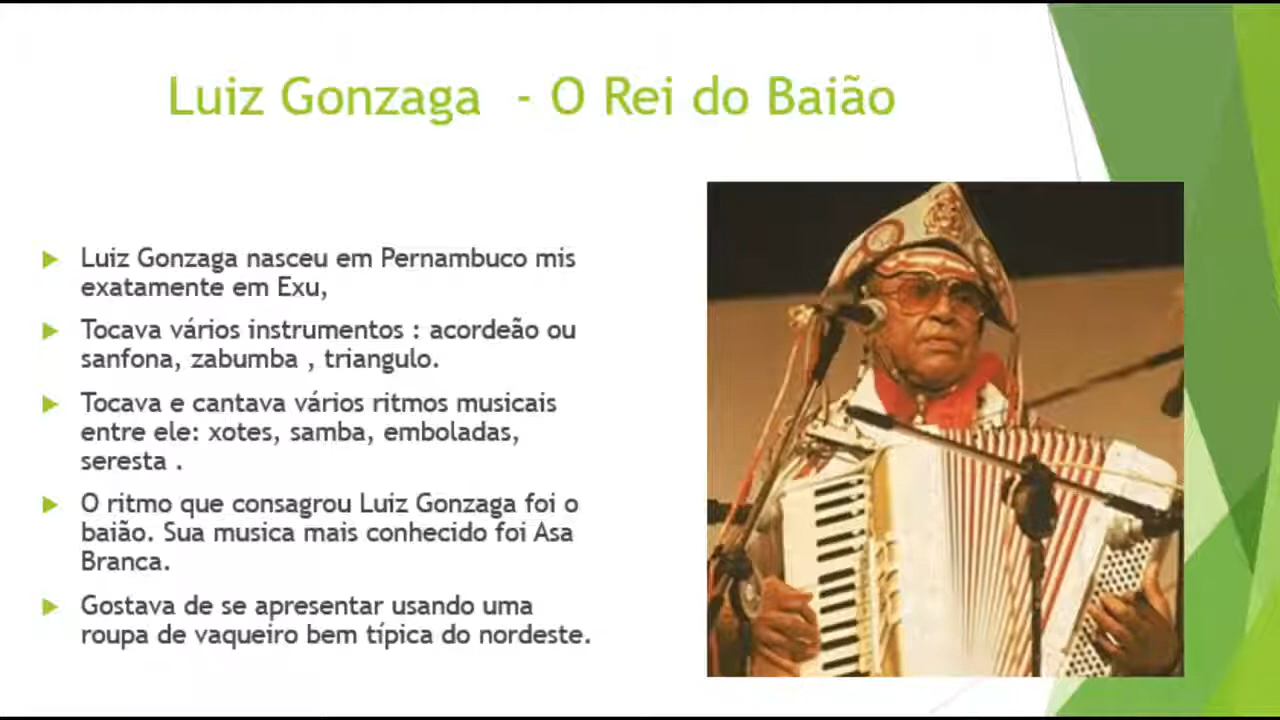 Luiz Gonzaga - O Rei do Baião
Luiz Gonzaga nasceu em Pernambuco mis
exatamente em Exu,
Tocava vários instrumentos : acordeão ou
sanfona, zabumba , triangulo.
Tocava e cantava vários ritmos musicais
entre ele: xotes, samba, emboladas,
seresta .
O ritmo que consagrou Luiz Gonzaga foi o
baião. Sua musica mais conhecido foi Asa
Branca.
Gostava de se apresentar usando uma
roupa de vaqueiro bem típica do nordeste.